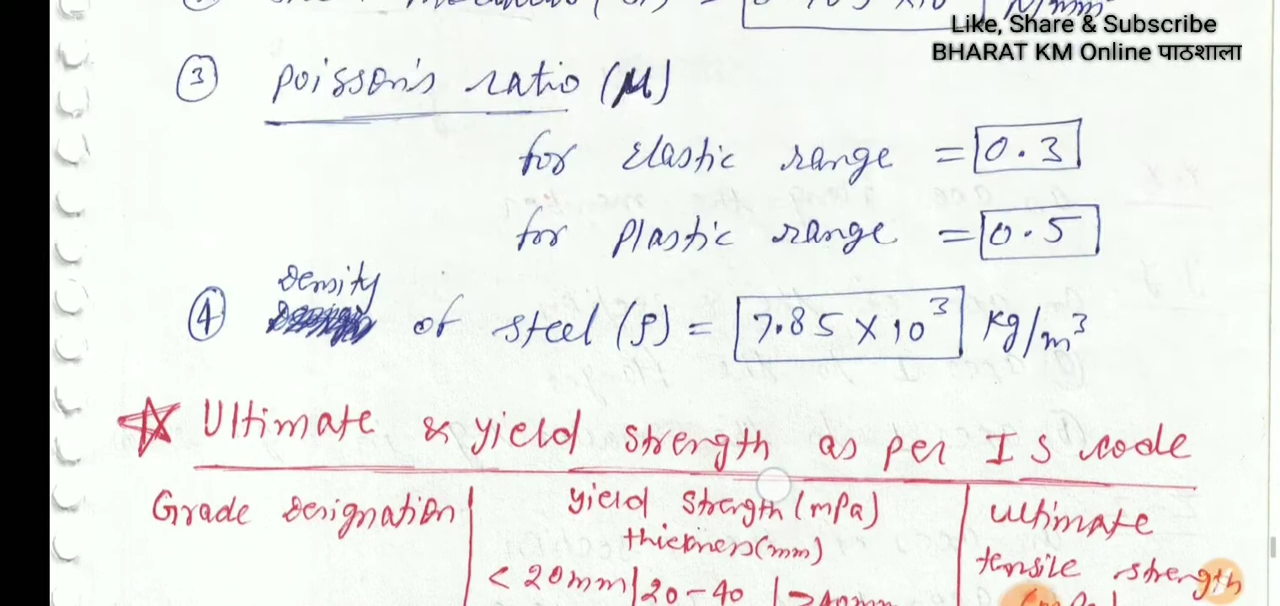 Like, Share & Subscribe
BHARAT KM Online पाठशाला
③ Poisson's ratio (μ)
for Elastic range = 0.3
for Plastic range = 0.5
④ Density of steel (ρ) = 7.85 × 10³ kg/m³
☆ Ultimate & yield strength as per IS code
Grade Designation
yield strength (mPa)
thickness (mm)
< 20mm | 20-40 | >40mm
Ultimate
tensile strength